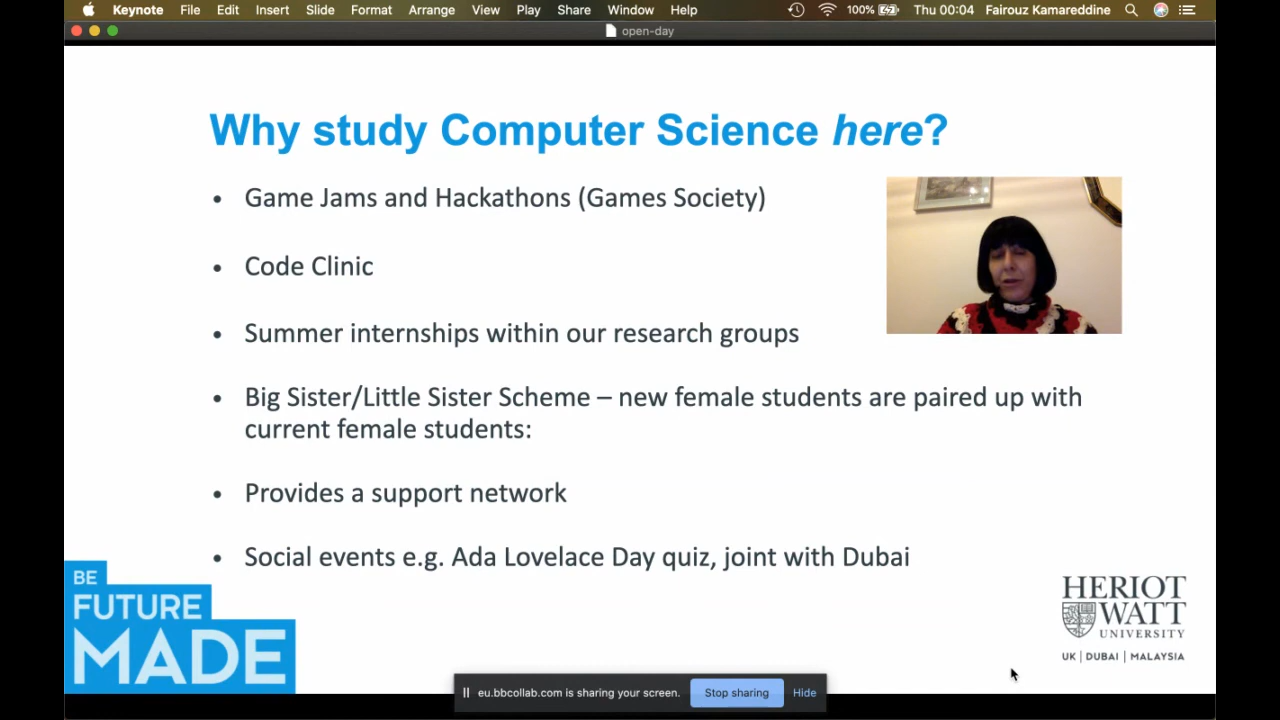 Keynote File Edit Insert Slide Format Arrange View Play Share Window Help 100% Thu 00:04 Fairouz Kamareddine
open-day
Why study Computer Science here?
• Game Jams and Hackathons (Games Society)
• Code Clinic
• Summer internships within our research groups
• Big Sister/Little Sister Scheme – new female students are paired up with
current female students:
• Provides a support network
• Social events e.g. Ada Lovelace Day quiz, joint with Dubai
BE
FUTURE
MADE
HERIOT
WATT
UNIVERSITY
UK | DUBAI | MALAYSIA
eu.bbcollab.com is sharing your screen. Stop sharing Hide